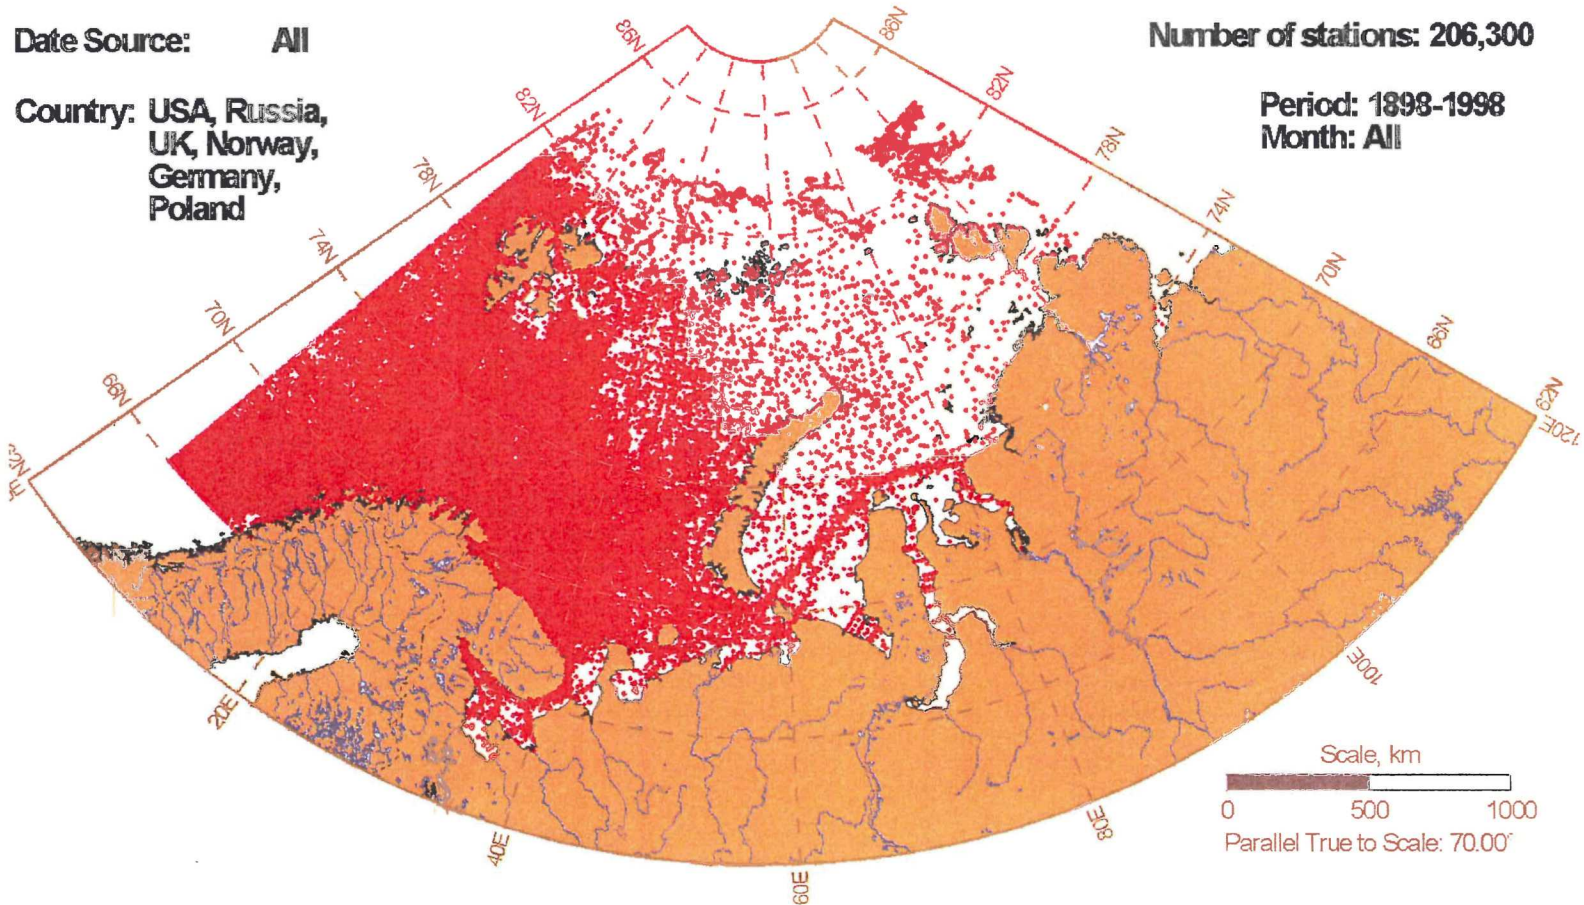 Date Source: All
Number of stations: 206,300
Country: USA, Russia,
UK, Norway,
Germany,
Poland
Period: 1898-1998
Month: All
86N
82N
78N
74N
70N
66N
86N
82N
78N
74N
70N
66N
62N
120E
100E
80E
60E
40E
20E
Scale, km
0 500 1000
Parallel True to Scale: 70.00°